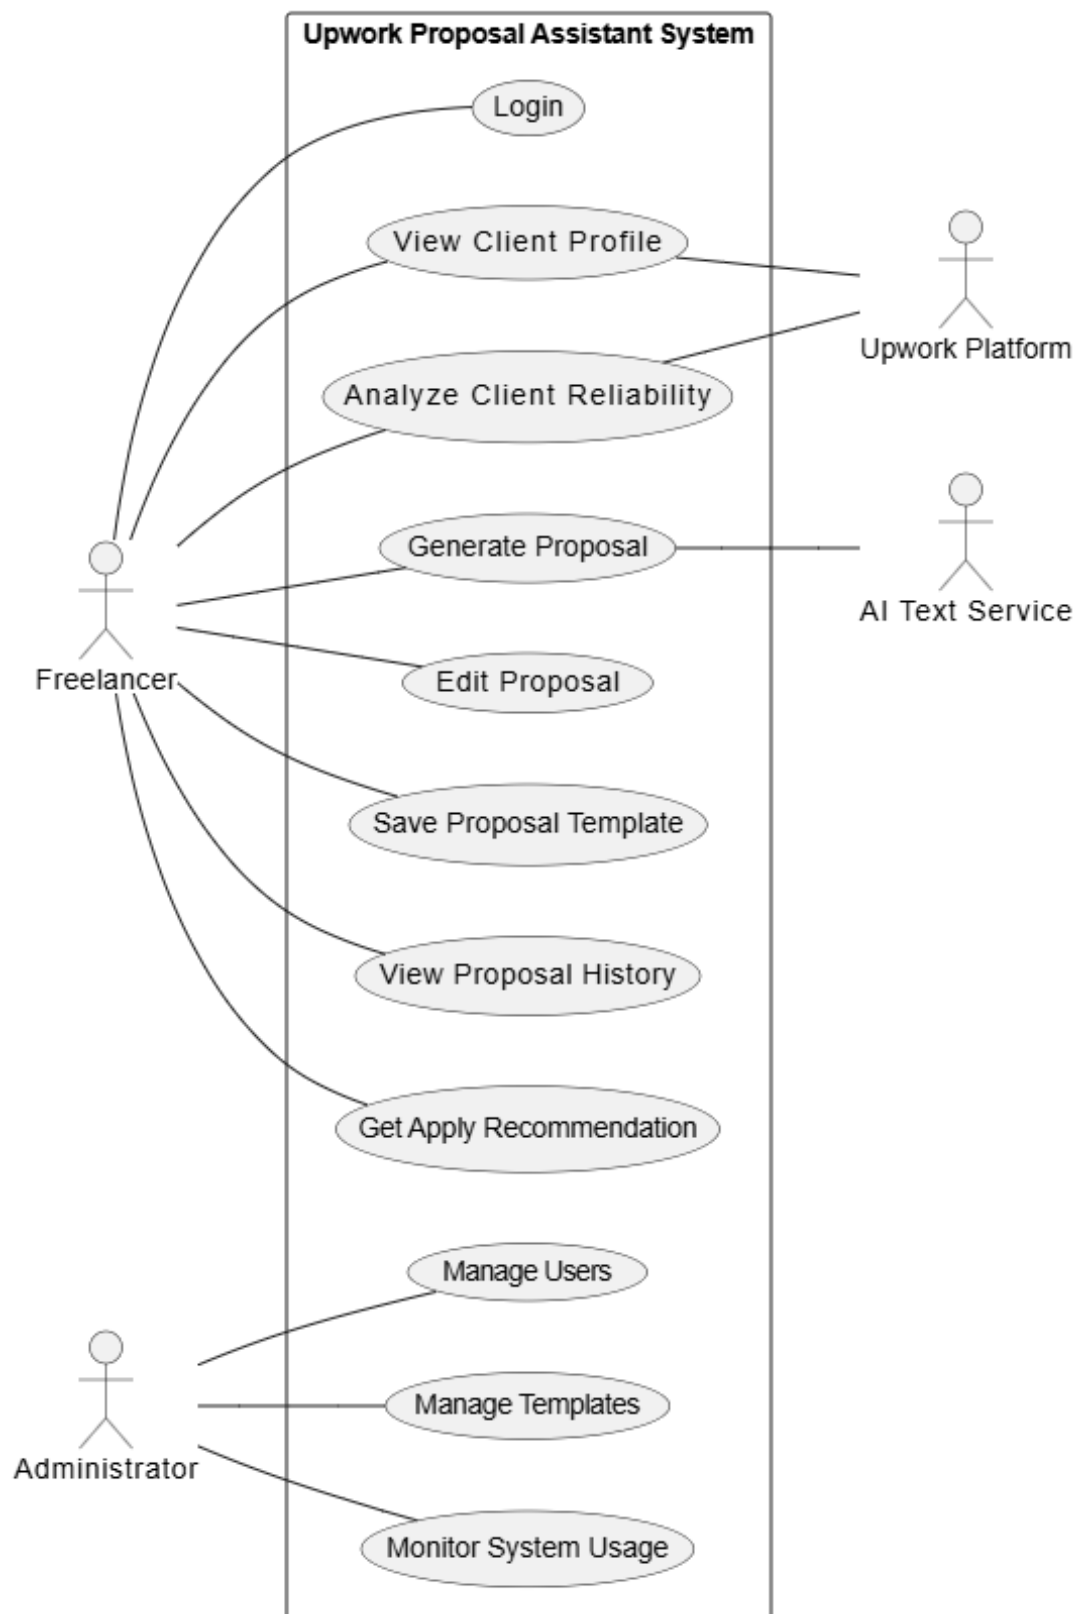 Upwork Proposal Assistant System
Login
View Client Profile
Upwork Platform
Analyze Client Reliability
Generate Proposal
AI Text Service
Freelancer
Edit Proposal
Save Proposal Template
View Proposal History
Get Apply Recommendation
Manage Users
Manage Templates
Administrator
Monitor System Usage